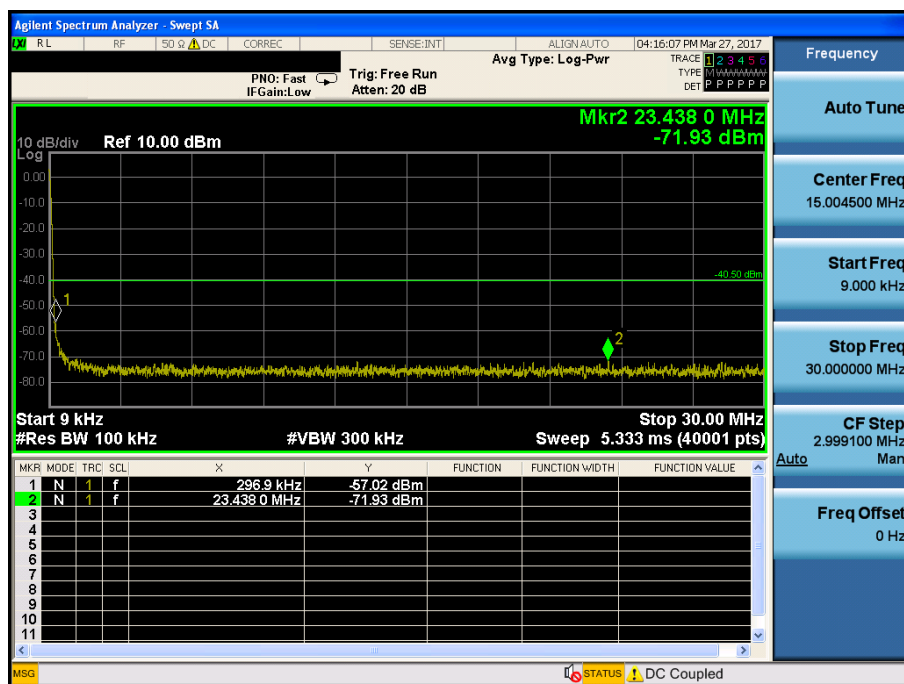 Agilent Spectrum Analyzer - Swept SA
LXI RL RF 50 Ω DC CORREC SENSE:INT ALIGN AUTO 04:16:07 PM Mar 27, 2017
Frequency
Avg Type: Log-Pwr
TRACE 1 2 3 4 5 6
PNO: Fast Trig: Free Run
TYPE MWWWWW
IFGain:Low Atten: 20 dB
DET P P P P P P
Auto Tune
Mkr2 23.438 0 MHz
10 dB/div Ref 10.00 dBm -71.93 dBm
Log
0.00
-10.0
-20.0
-30.0
-40.0
-50.0
-60.0
-70.0
-80.0
-40.50 dBm
1
2
Start 9 kHz Stop 30.00 MHz
#Res BW 100 kHz #VBW 300 kHz Sweep 5.333 ms (40001 pts)
Center Freq
15.004500 MHz
Start Freq
9.000 kHz
Stop Freq
30.000000 MHz
CF Step
2.999100 MHz
Auto Man
Freq Offset
0 Hz
MKR MODE TRC SCL X Y FUNCTION FUNCTION WIDTH FUNCTION VALUE
1 N 1 f 296.9 kHz -57.02 dBm
2 N 1 f 23.438 0 MHz -71.93 dBm
3
4
5
6
7
8
9
10
11
MSG STATUS DC Coupled